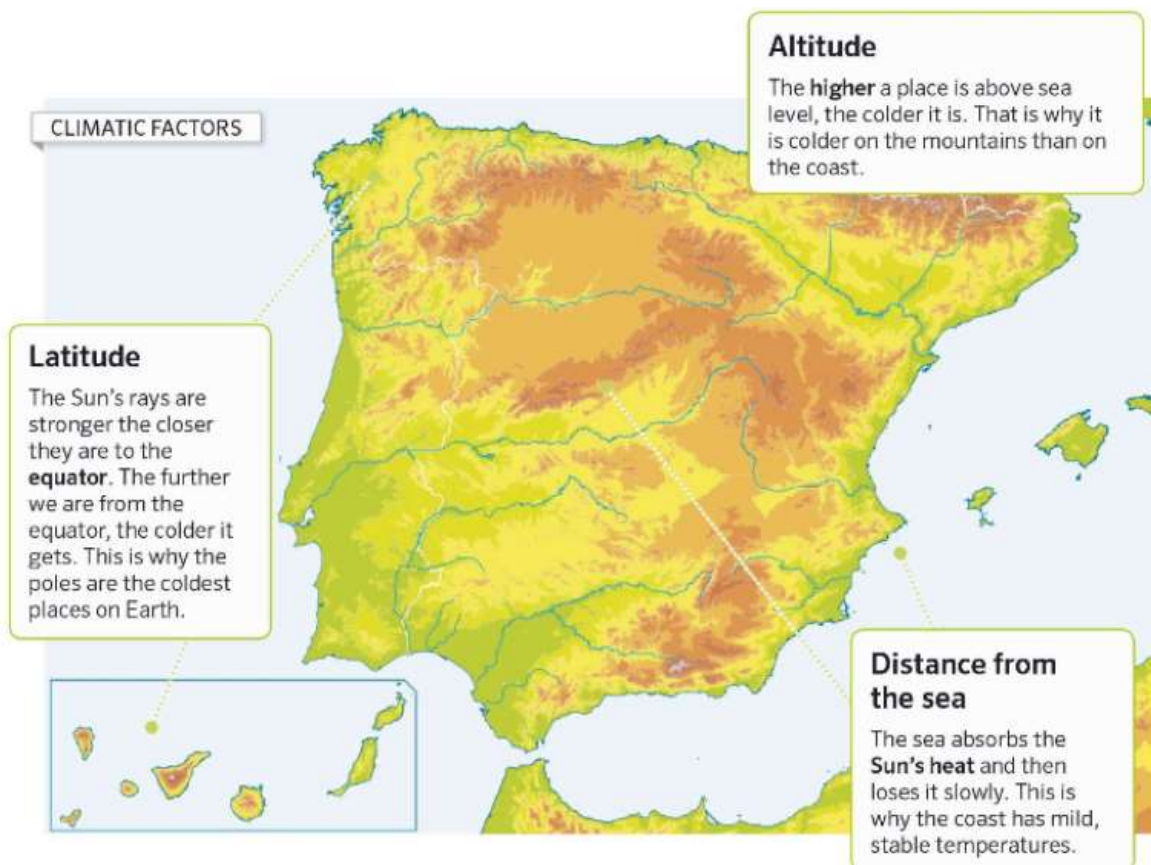 CLIMATIC FACTORS
Altitude
The higher a place is above sea
level, the colder it is. That is why it
is colder on the mountains than on
the coast.
Latitude
The Sun's rays are
stronger the closer
they are to the
equator. The further
we are from the
equator, the colder it
gets. This is why the
poles are the coldest
places on Earth.
Distance from
the sea
The sea absorbs the
Sun's heat and then
loses it slowly. This is
why the coast has mild,
stable temperatures.